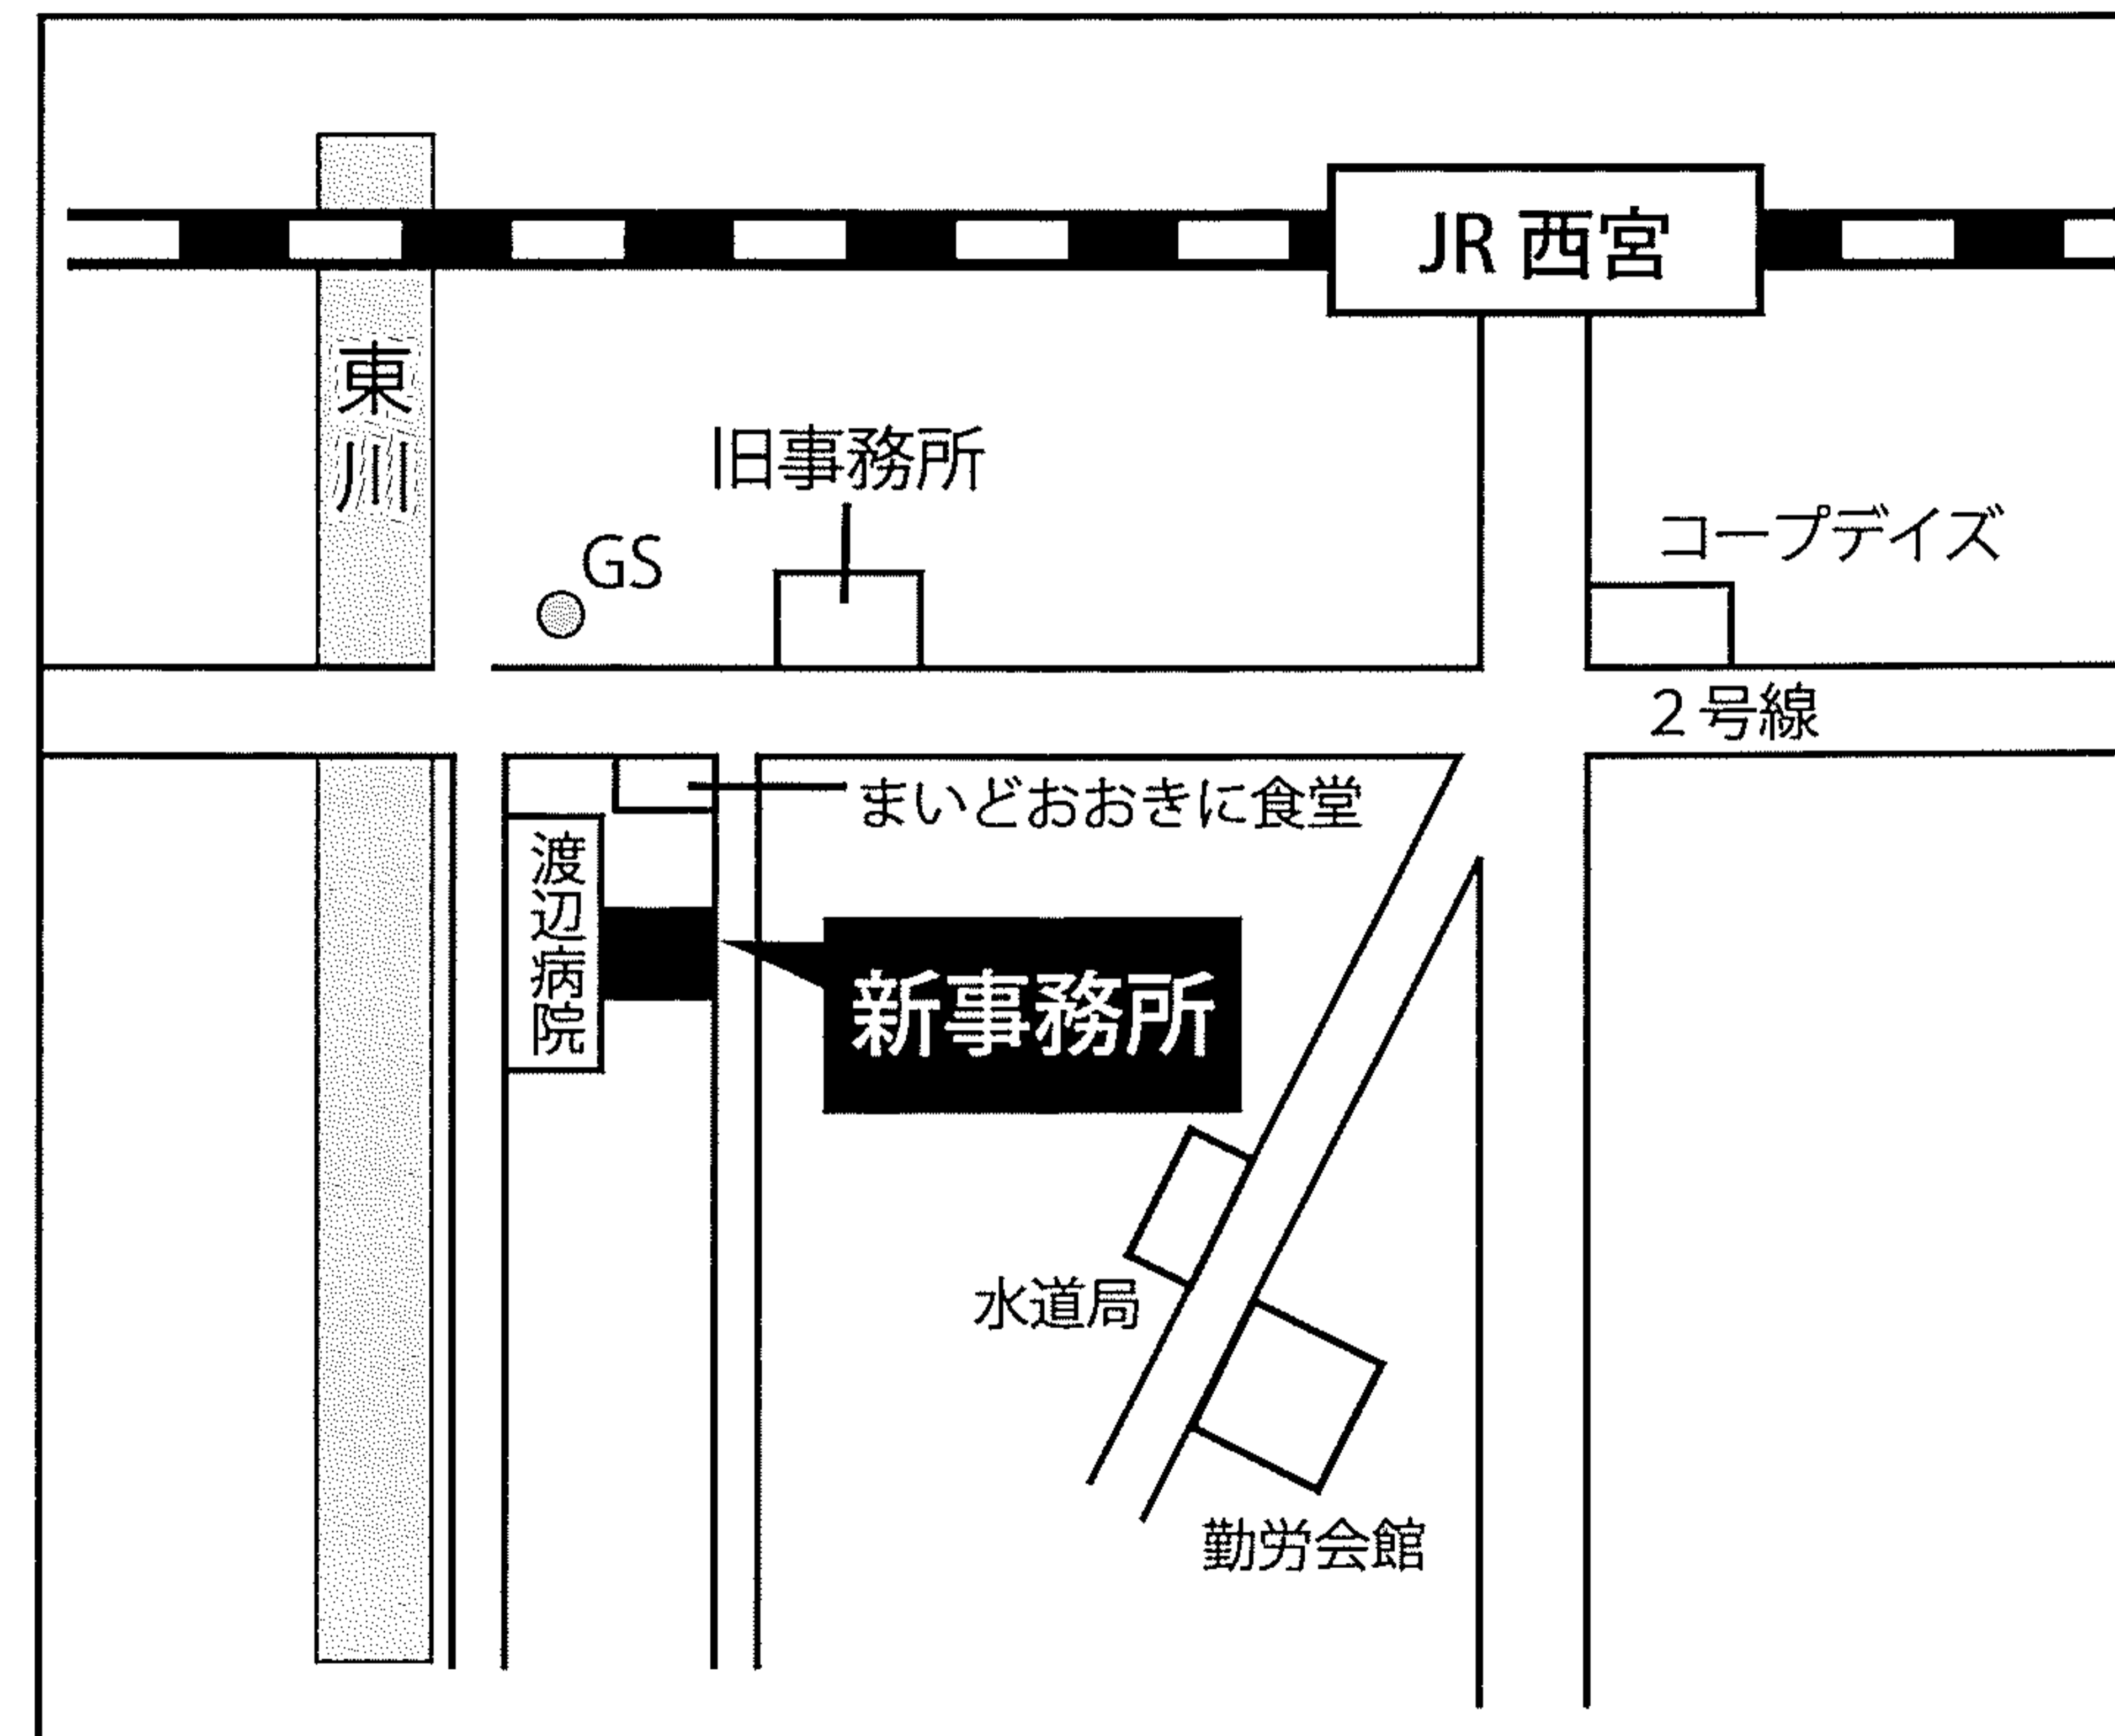 JR 西宮
東川
旧事務所
GS
コープデイズ
２号線
まいどおおきに食堂
渡辺病院
新事務所
水道局
勤労会館